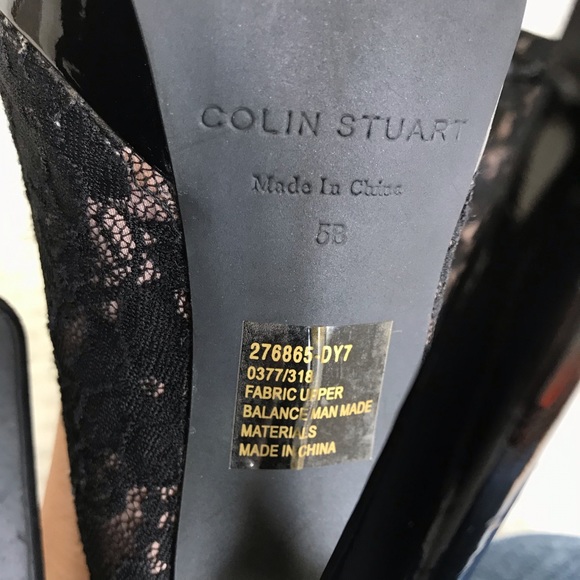 COLIN STUART
Made In China
5B
276865-DY7
0377/318
FABRIC UPPER
BALANCE MAN MADE
MATERIALS
MADE IN CHINA